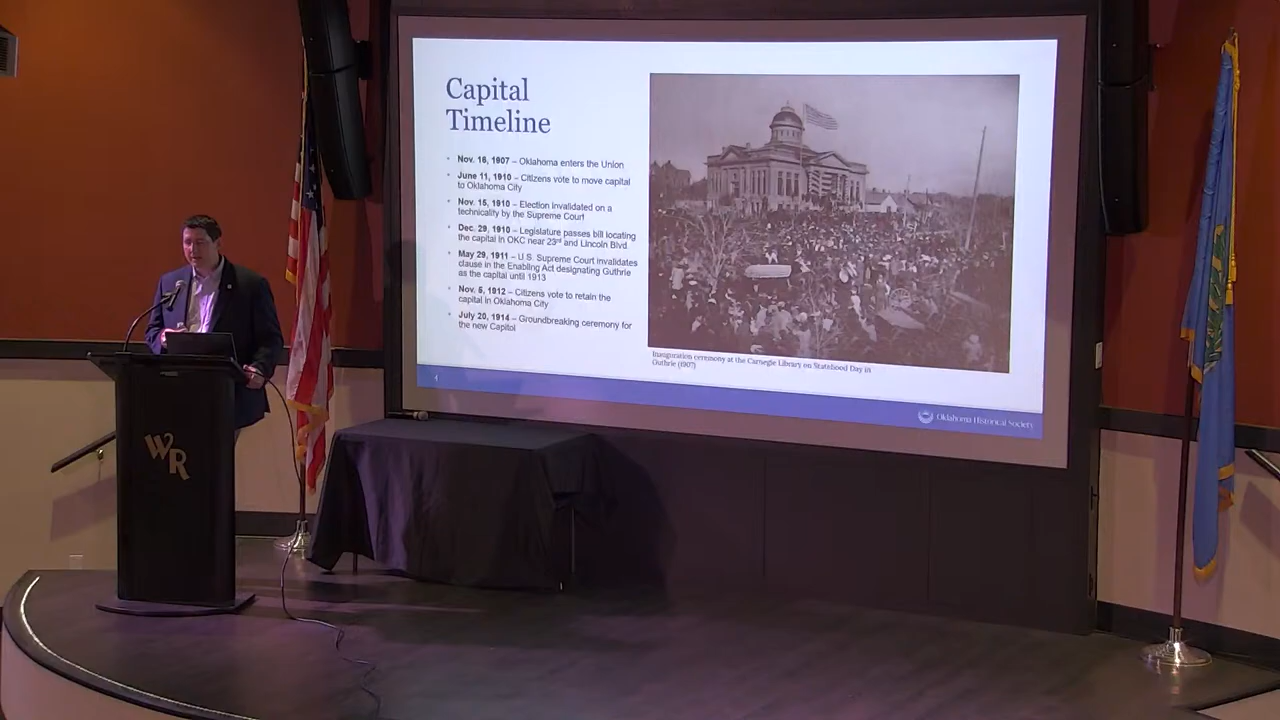 Capital
Timeline
Nov. 16, 1907 – Oklahoma enters the Union
June 11, 1910 – Citizens vote to move capital
to Oklahoma City
Nov. 15, 1910 – Election invalidated on a
technicality by the Supreme Court
Dec. 29, 1910 – Legislature passes bill locating
the capital in OKC near 23rd and Lincoln Blvd
May 29, 1911 – U.S. Supreme Court invalidates
clause in the Enabling Act designating Guthrie
as the capital until 1913
Nov. 5, 1912 – Citizens vote to retain the
capital in Oklahoma City
July 20, 1914 – Groundbreaking ceremony for
the new Capitol
Inauguration ceremony at the Carnegie Library on Statehood Day in
Guthrie (1907)
Oklahoma Historical Society
WR